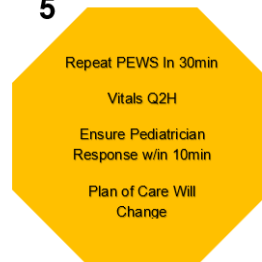 5
Repeat PEWS In 30min
Vitals Q2H
Ensure Pediatrician
Response w/in 10min
Plan of Care Will
Change